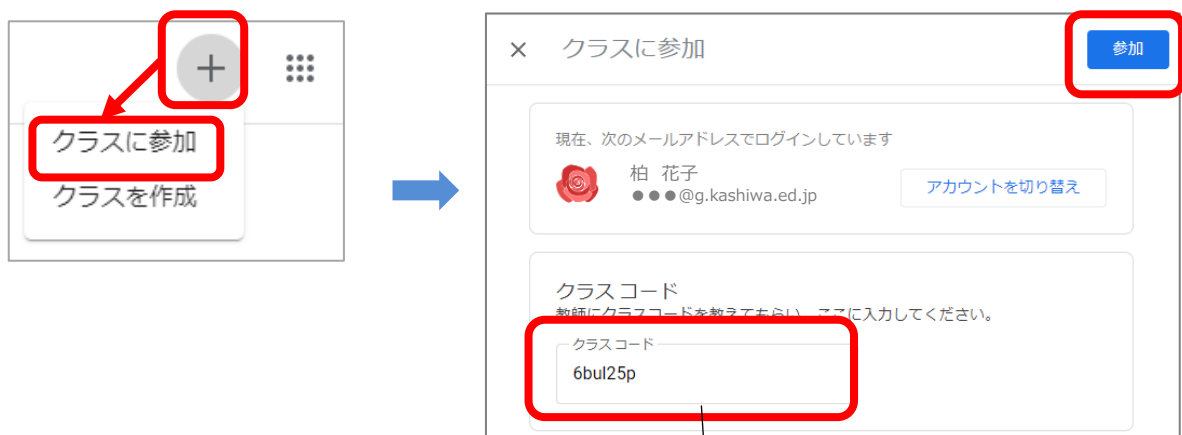 クラスに参加
クラスを作成
× クラスに参加
参加
現在、次のメールアドレスでログインしています
柏 花子
●●●@g.kashiwa.ed.jp
アカウントを切り替え
クラス コード
教師にクラスコードを教えてもらい、ここに入力してください。
クラス コード
6bul25p